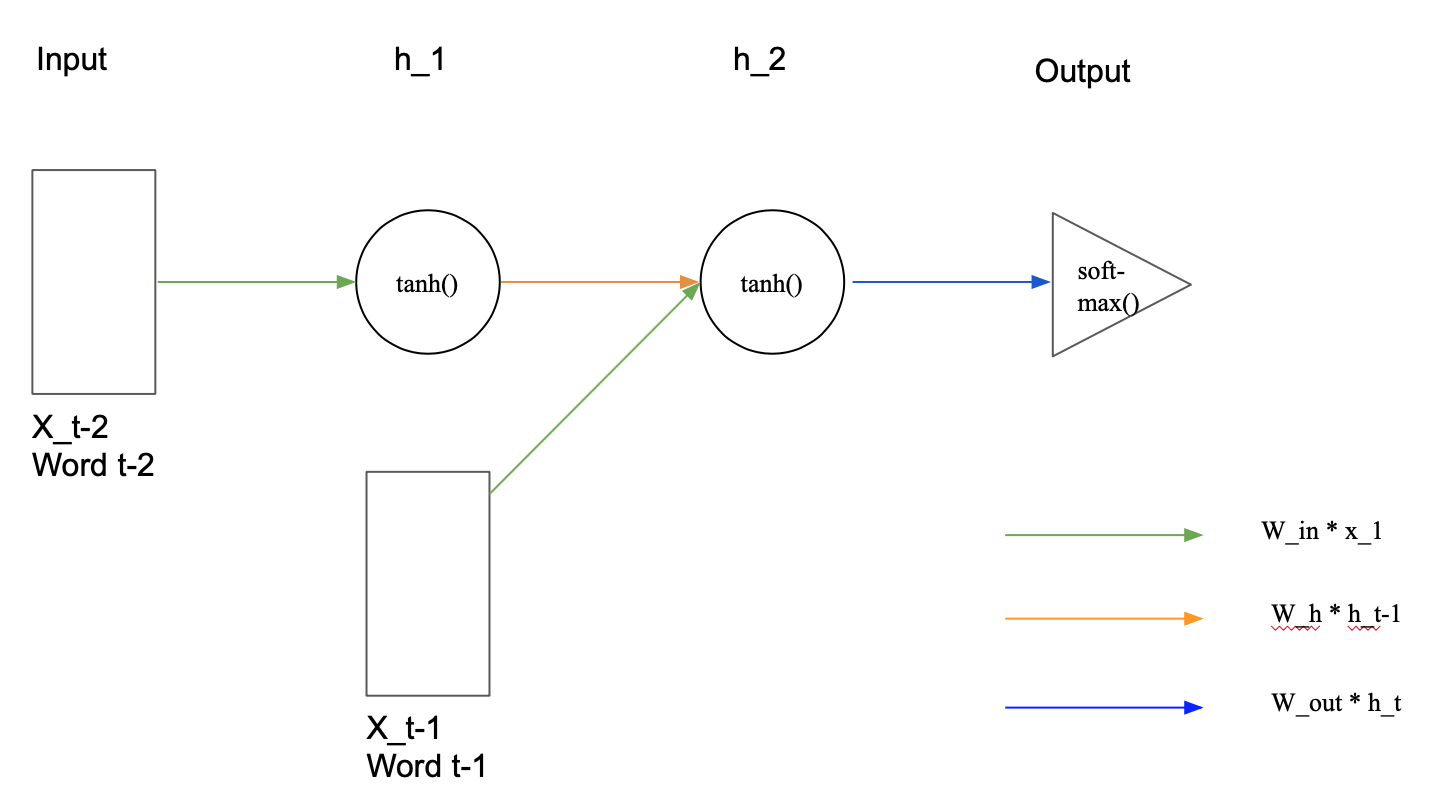 Input
h_1
h_2
Output
tanh()
tanh()
soft-
max()
X_t-2
Word t-2
X_t-1
Word t-1
W_in * x_1
W_h * h_t-1
W_out * h_t